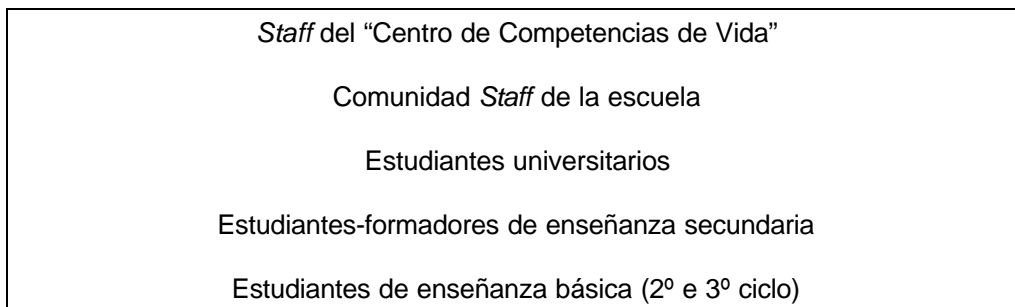 Staff del “Centro de Competencias de Vida”
Comunidad Staff de la escuela
Estudiantes universitarios
Estudiantes-formadores de enseñanza secundaria
Estudiantes de enseñanza básica (2º e 3º ciclo)